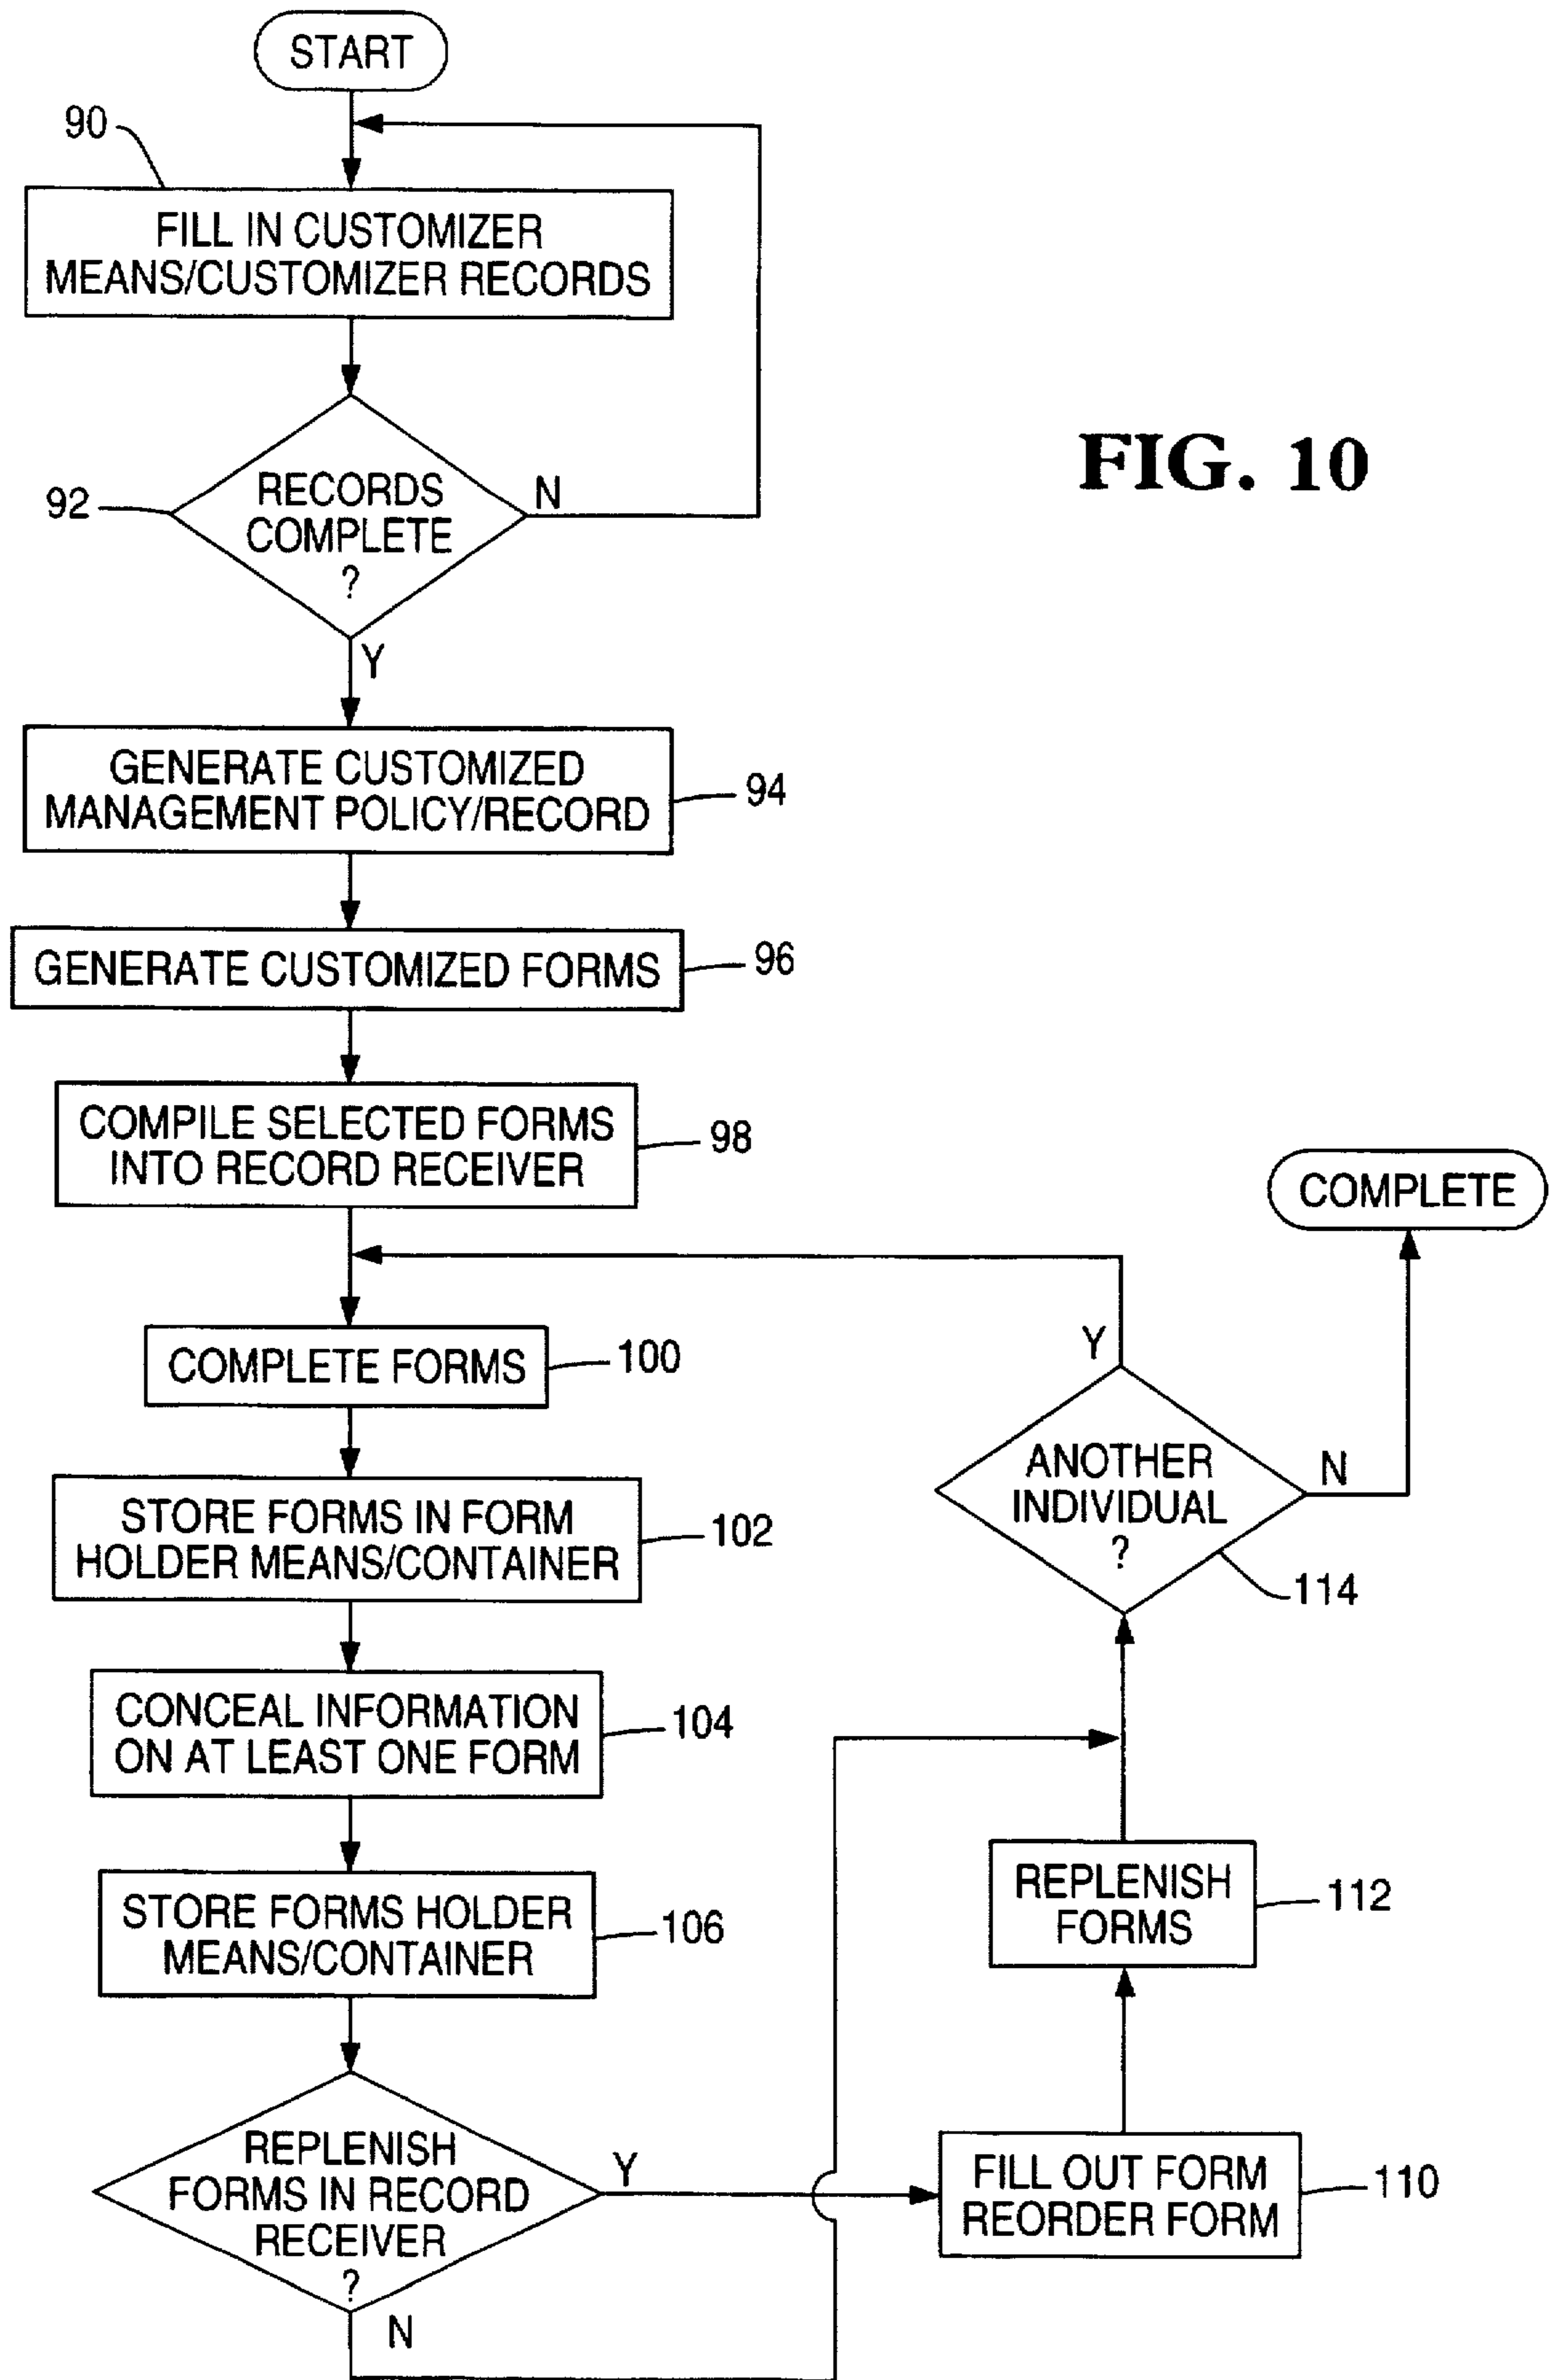 START
90
FILL IN CUSTOMIZER
MEANS/CUSTOMIZER RECORDS
FIG. 10
92
RECORDS
COMPLETE
?
N
Y
GENERATE CUSTOMIZED
MANAGEMENT POLICY/RECORD
94
GENERATE CUSTOMIZED FORMS
96
COMPILE SELECTED FORMS
INTO RECORD RECEIVER
98
COMPLETE
COMPLETE FORMS
100
Y
ANOTHER
INDIVIDUAL
?
N
114
STORE FORMS IN FORM
HOLDER MEANS/CONTAINER
102
CONCEAL INFORMATION
ON AT LEAST ONE FORM
104
STORE FORMS HOLDER
MEANS/CONTAINER
106
REPLENISH
FORMS
112
REPLENISH
FORMS IN RECORD
RECEIVER
?
Y
N
FILL OUT FORM
REORDER FORM
110